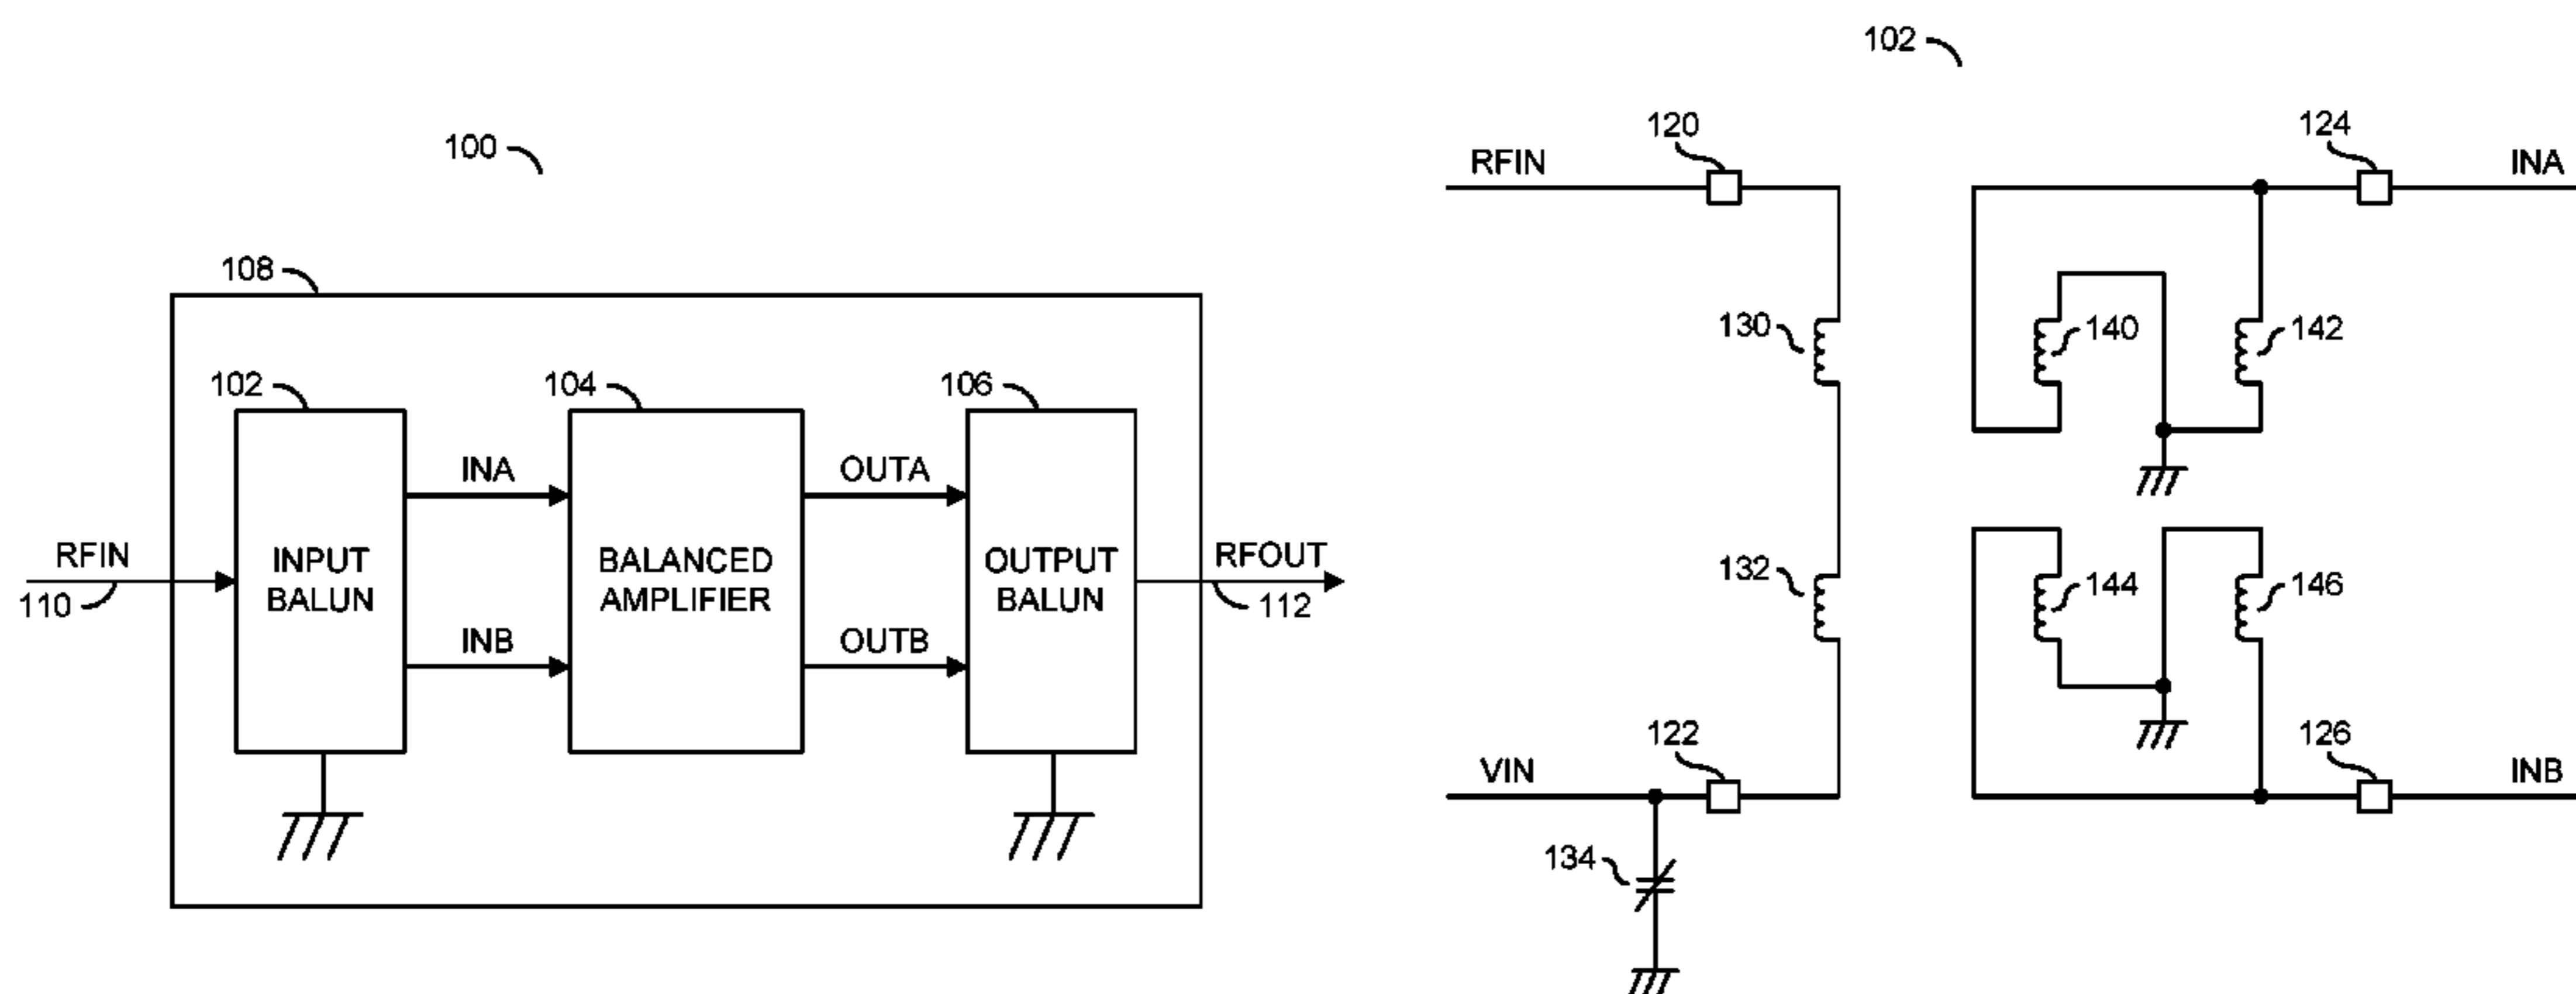 100
108
102
104
106
INA
OUTA
RFIN
110
INPUT
BALUN
BALANCED
AMPLIFIER
OUTPUT
BALUN
RFOUT
112
INB
OUTB
102
120
124
RFIN
INA
130
140
142
132
144
146
122
126
VIN
INB
134